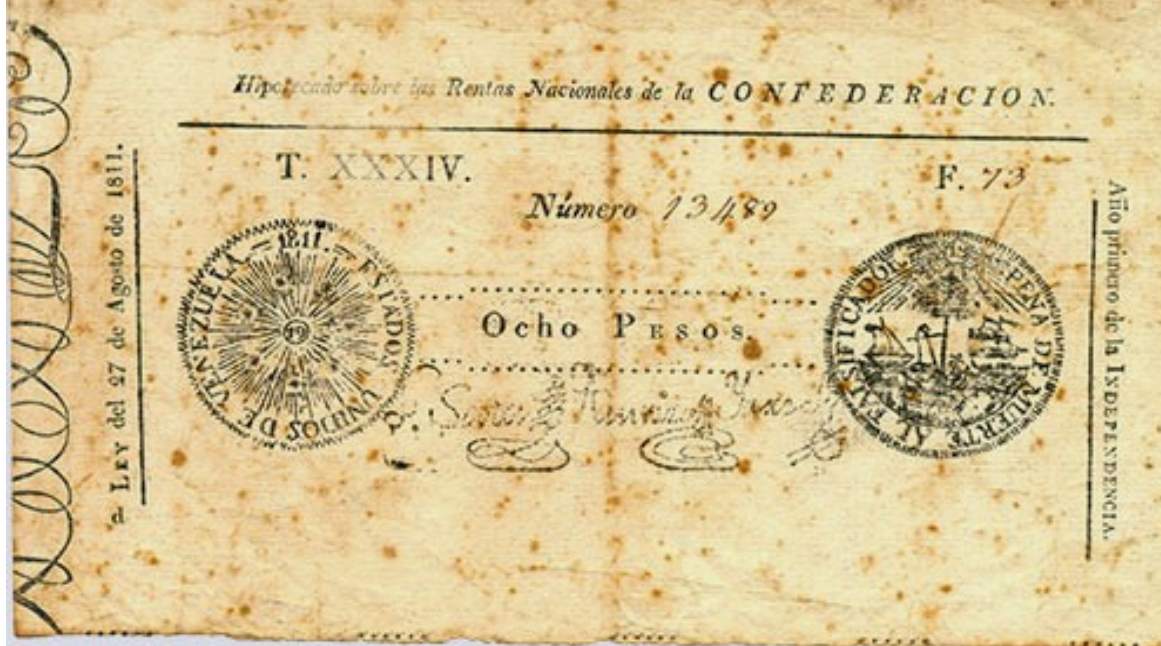 Hipotecado sobre las Rentas Nacionales de la CONFEDERACION.
T. XXXIV.
F. 73
Número 13489
ESTADOS UNIDOS DE VENEZUELA
1811.
19
Ocho Pesos.
PENA DE MUERTE AL FALSIFICADOR
Ley del 27 de Agosto de 1811.
Año primero de la Independencia.